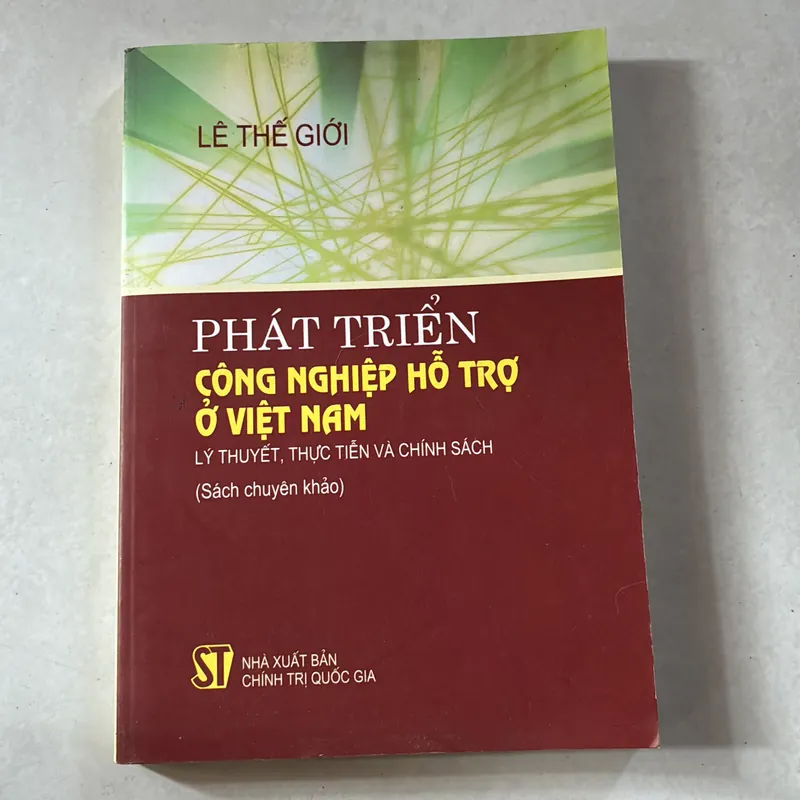 LÊ THẾ GIỚI
PHÁT TRIỂN
CÔNG NGHIỆP HỖ TRỢ
Ở VIỆT NAM
LÝ THUYẾT, THỰC TIỄN VÀ CHÍNH SÁCH
(Sách chuyên khảo)
ST
NHÀ XUẤT BẢN
CHÍNH TRỊ QUỐC GIA